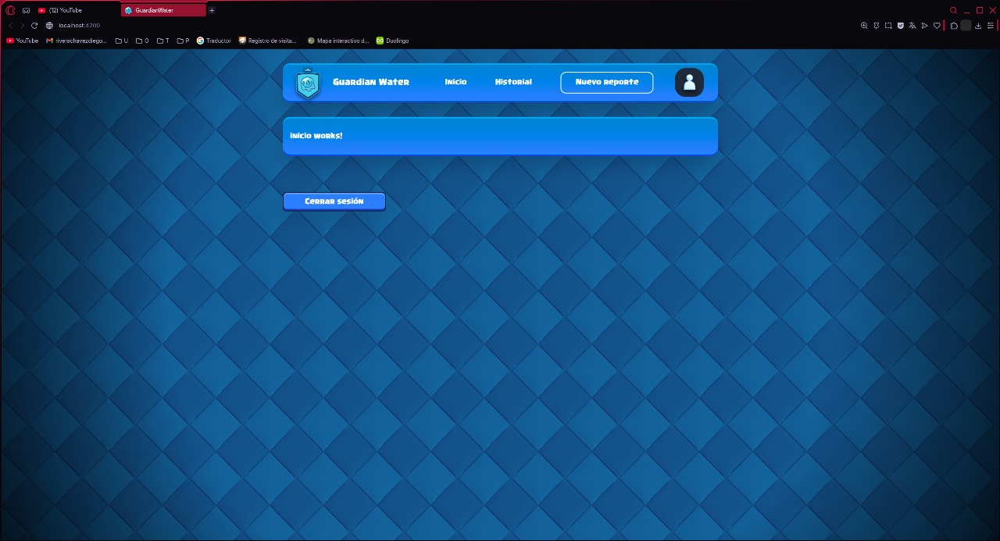 (12) YouTube
GuardianWater
localhost:4200
YouTube
riverachavezdiego...
U
O
T
P
Traductor
Registro de visita...
Mapa interactivo d...
Duolingo
Guardian Water
Inicio
Historial
Nuevo reporte
inicio works!
Cerrar sesión